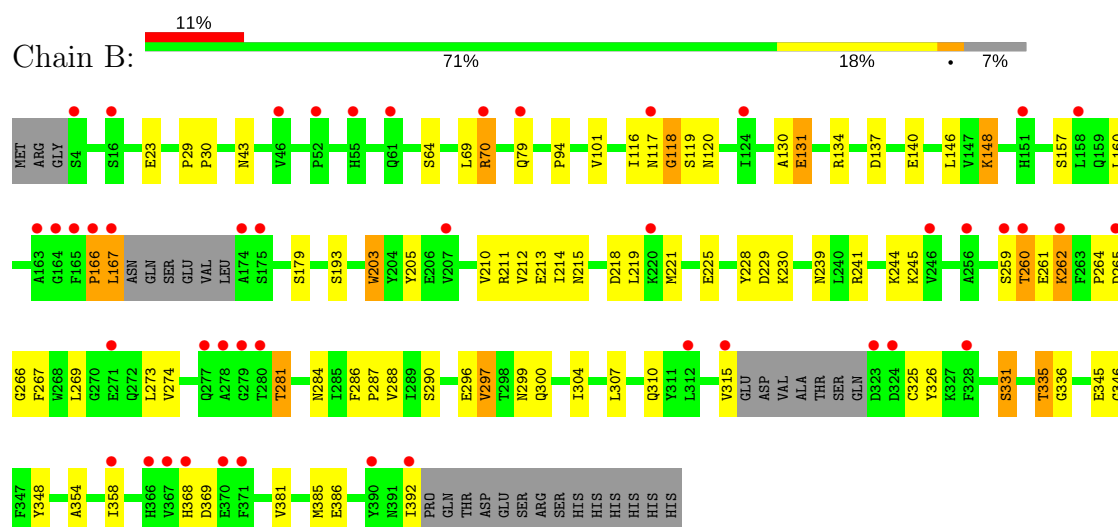 11%
Chain B:
71% 18% • 7%
MET ARG GLY S4 S16 E23 P29 P30 N43 V46 P52 H55 Q61 S64 L69 R70 Q79 P94 V101 I116 N117 G118 S119 N120 I124 A130 E131 R134 D137 E140 L146 V147 K148 H151 S157 L158 Q159 L160
A163 G164 F165 P166 L167 ASN GLN SER GLU VAL LEU A174 S175 S179 S193 W203 Y204 Y205 E206 V207 V210 R211 V212 E213 I214 N215 D218 L219 K220 M221 E225 Y228 D229 K230 N239 L240 R241 K244 K245 V246 A256 S259 T260 E261 K262 F263 P264 D265
G266 F267 W268 L269 G270 E271 Q272 L273 V274 Q277 A278 G279 T280 T281 N284 I285 F286 P287 V288 I289 S290 E296 V297 T298 N299 Q300 I304 L307 Q310 Y311 L312 V315 GLU ASP VAL ALA THR SER GLN D323 D324 C325 Y326 K327 F328 S331 T335 G336 E345 G346
F347 Y348 A354 I358 H366 V367 H368 D369 E370 F371 V381 M385 E386 Y390 N391 I392 PRO GLN THR ASP GLU SER ARG SER HIS HIS HIS HIS HIS HIS